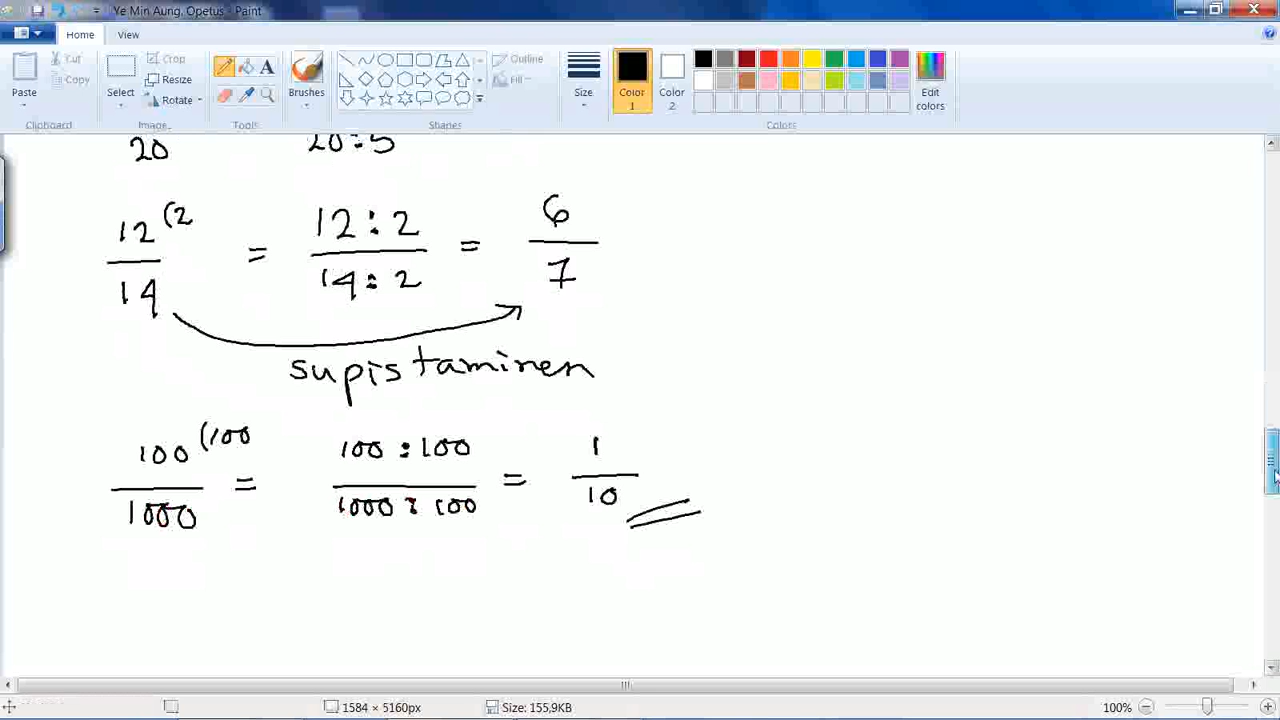 Ye Min Aung, Opetus - Paint
Home View
Cut
Copy
Paste
Clipboard
Crop
Resize
Rotate
Select
Image
Tools
Brushes
Shapes
Outline
Fill
Size
Color 1
Color 2
Edit colors
Colors
20 20:5
12 (2 = 12 : 2 = 6
14 14 : 2 7
supistaminen
100 (100 = 100 : 100 = 1
1000 1000 : 100 10
1584 × 5160px Size: 155,9KB 100%